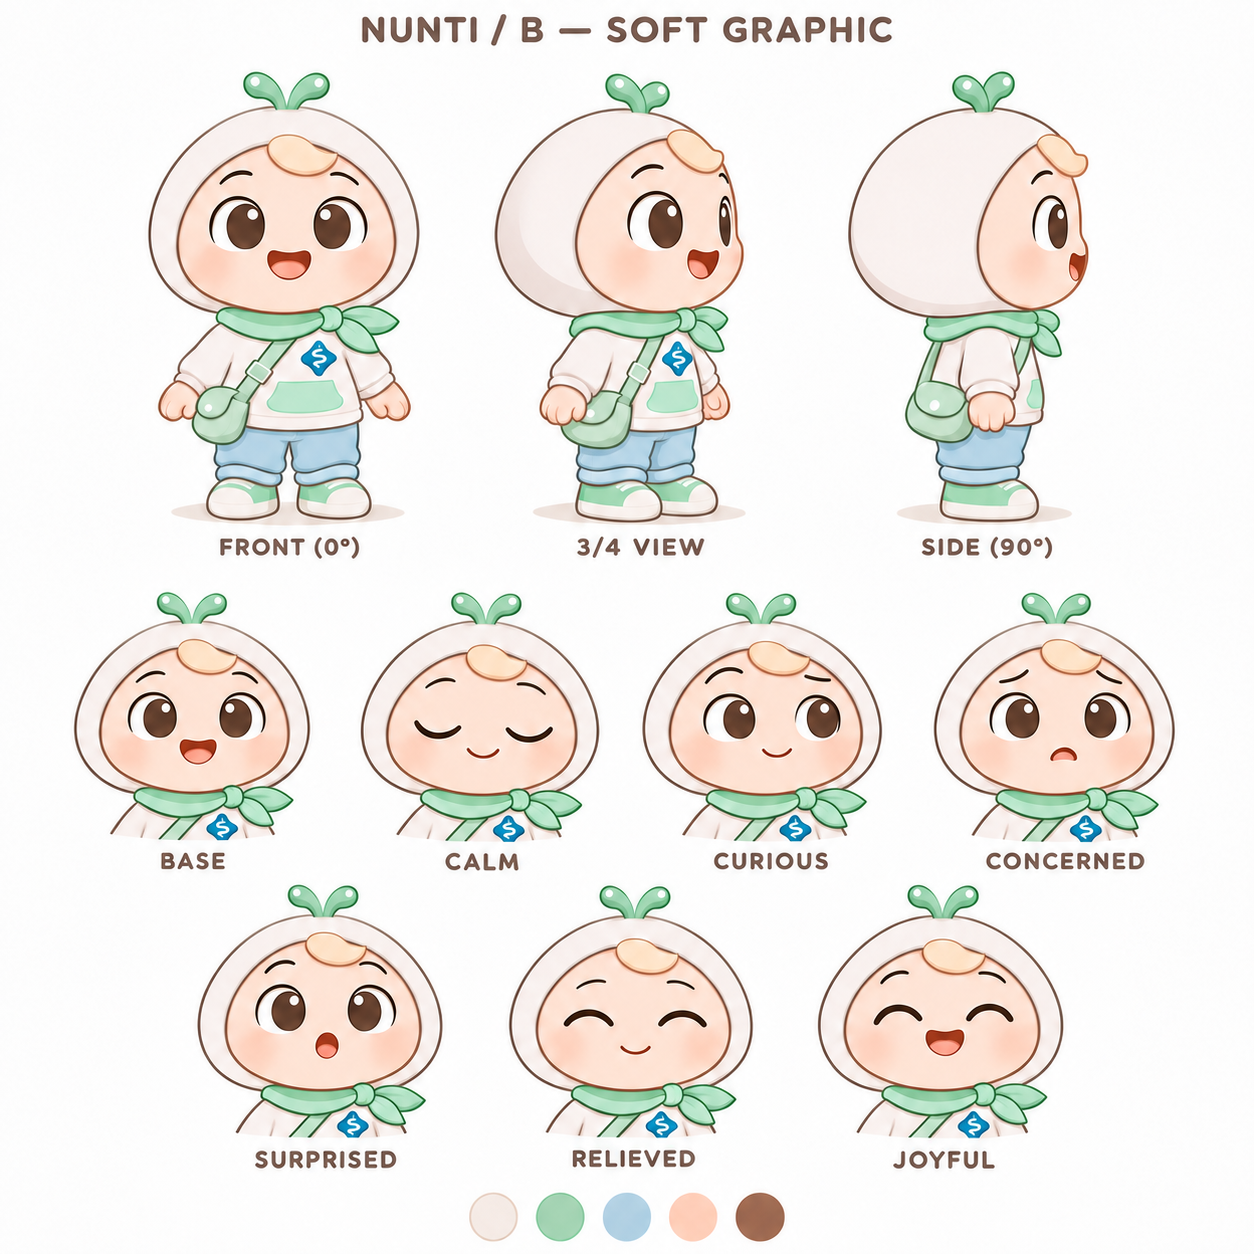 NUNTI / B — SOFT GRAPHIC
FRONT (0°)
3/4 VIEW
SIDE (90°)
BASE
CALM
CURIOUS
CONCERNED
SURPRISED
RELIEVED
JOYFUL